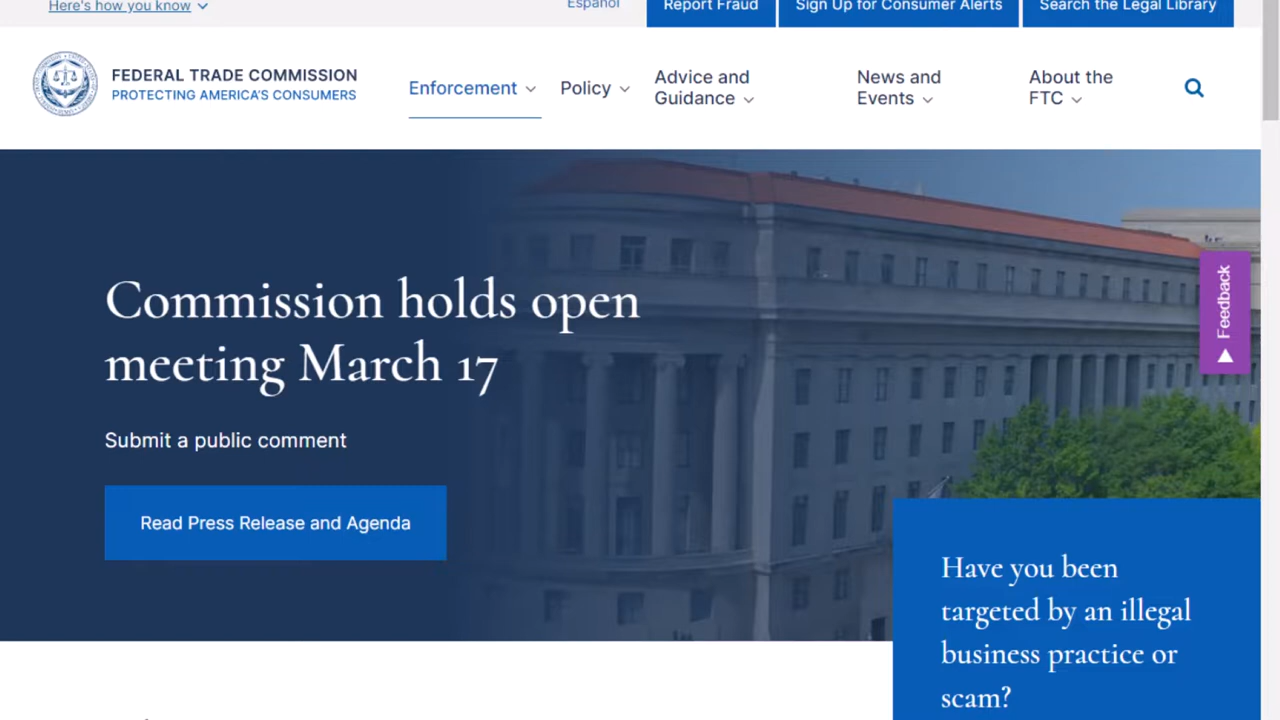 Here's how you know
Español
Report Fraud
Sign Up for Consumer Alerts
Search the Legal Library
FEDERAL TRADE COMMISSION
PROTECTING AMERICA'S CONSUMERS
Enforcement
Policy
Advice and
Guidance
News and
Events
About the
FTC
Commission holds open
meeting March 17
Submit a public comment
Read Press Release and Agenda
Feedback
Have you been
targeted by an illegal
business practice or
scam?